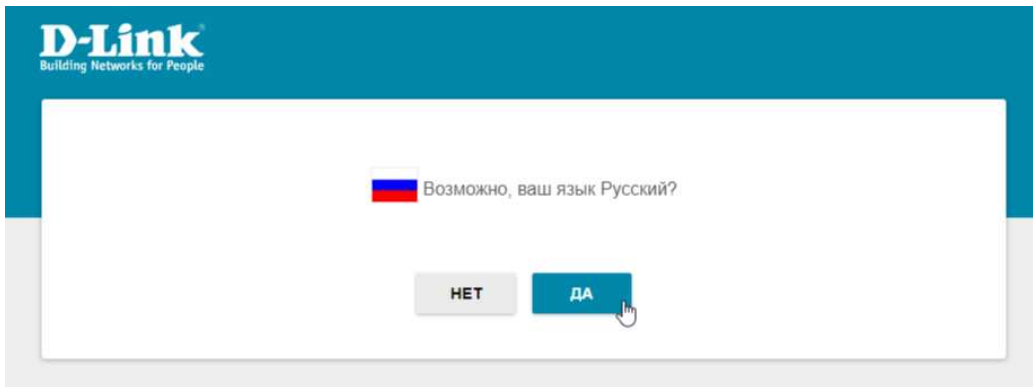 D-Link
Building Networks for People
Возможно, ваш язык Русский?
НЕТ
ДА